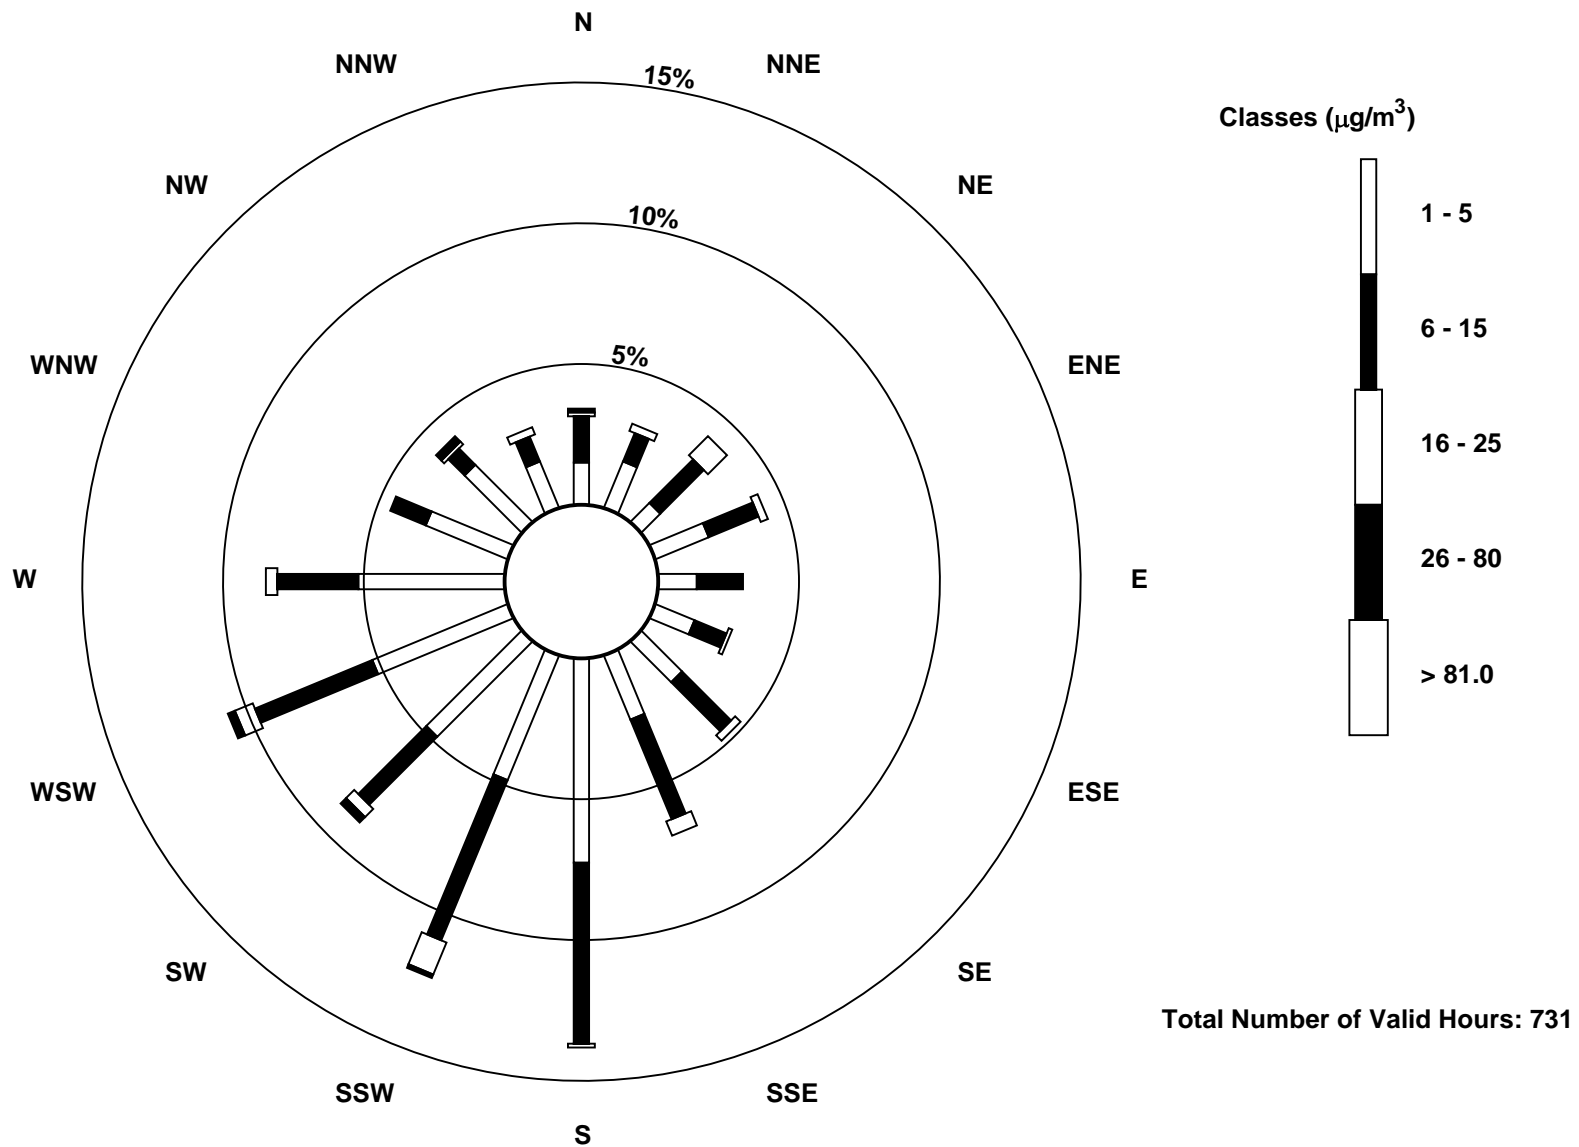 N
NNW
NNE
15%
Classes (μg/m³)
NW
NE
1 - 5
10%
6 - 15
5%
WNW
ENE
16 - 25
26 - 80
W
E
> 81.0
WSW
ESE
SW
SE
Total Number of Valid Hours: 731
SSW
SSE
S